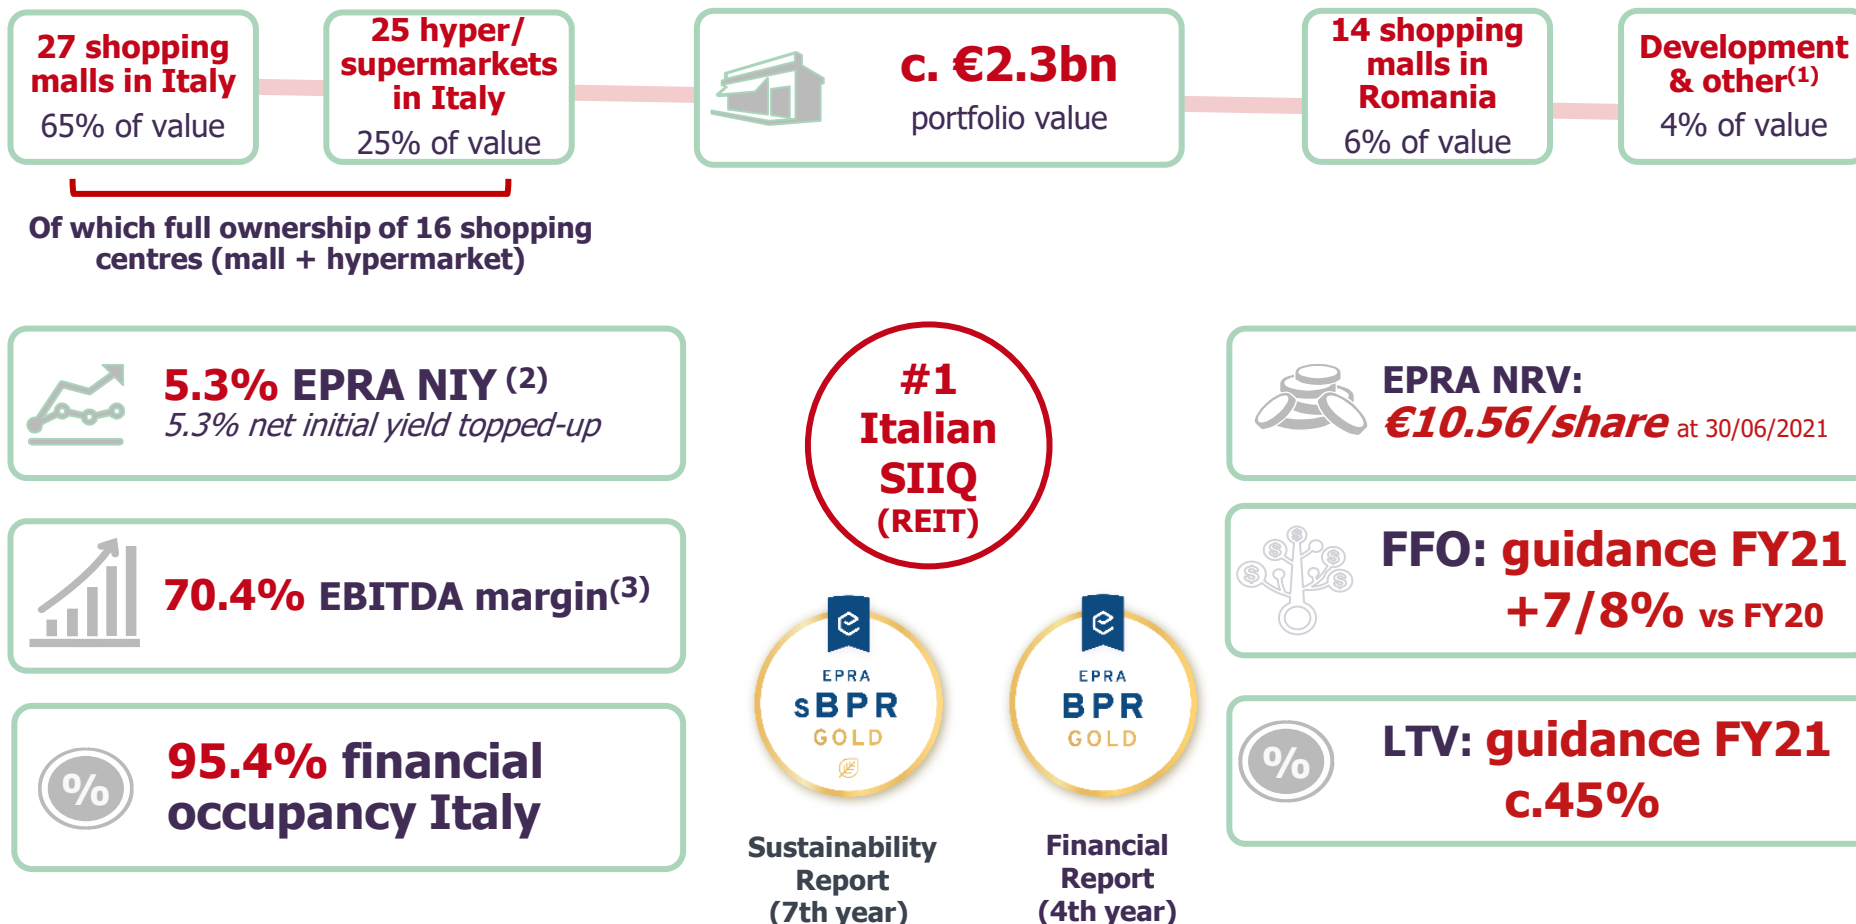 27 shopping
malls in Italy
65% of value
25 hyper/
supermarkets
in Italy
25% of value
c. €2.3bn
portfolio value
14 shopping
malls in
Romania
6% of value
Development
& other(1)
4% of value
Of which full ownership of 16 shopping
centres (mall + hypermarket)
5.3% EPRA NIY (2)
5.3% net initial yield topped-up
70.4% EBITDA margin(3)
%
95.4% financial
occupancy Italy
#1
Italian
SIIQ
(REIT)
EPRA
sBPR
GOLD
Sustainability
Report
(7th year)
EPRA
BPR
GOLD
Financial
Report
(4th year)
EPRA NRV:
€10.56/share at 30/06/2021
FFO: guidance FY21
+7/8% vs FY20
%
LTV: guidance FY21
c.45%